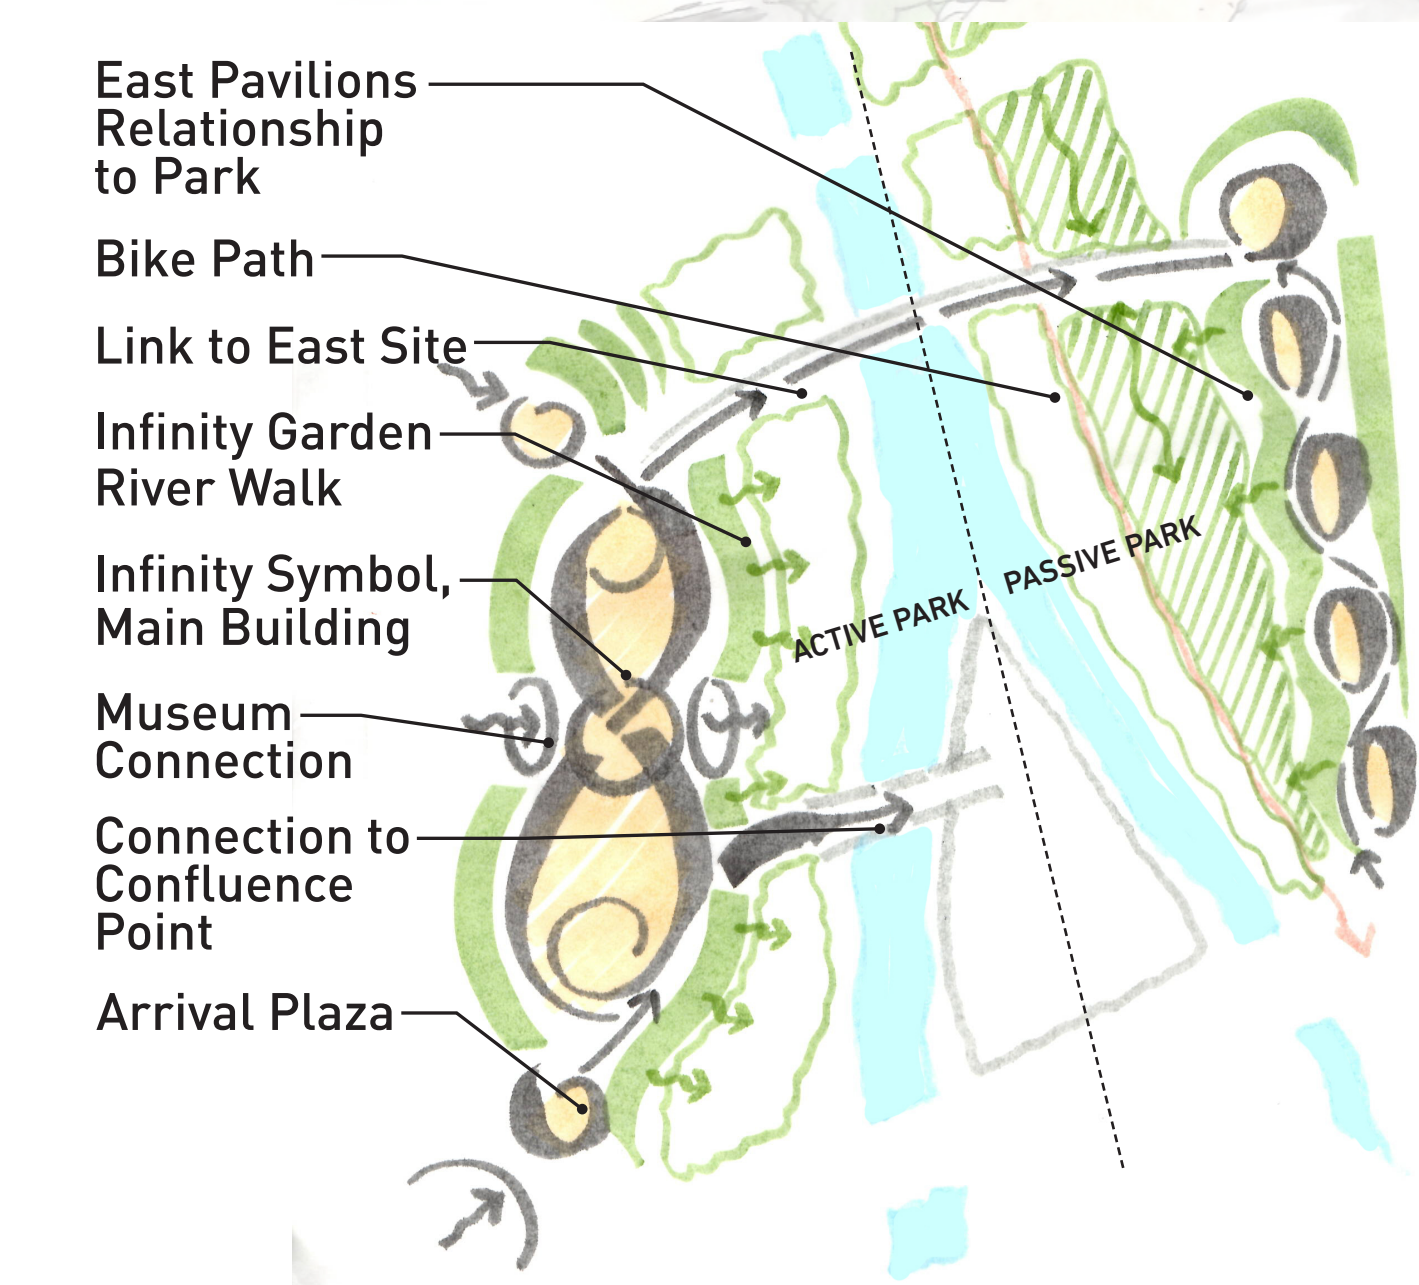 East Pavilions
Relationship
to Park
Bike Path
Link to East Site
Infinity Garden
River Walk
Infinity Symbol,
Main Building
Museum
Connection
Connection to
Confluence
Point
Arrival Plaza
ACTIVE PARK
PASSIVE PARK